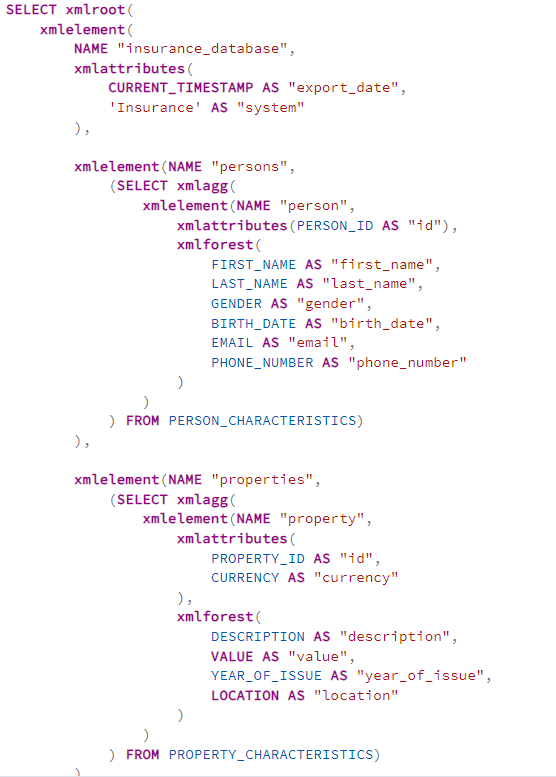 SELECT xmlroot(
    xmlelement(
        NAME "insurance_database",
        xmlattributes(
            CURRENT_TIMESTAMP AS "export_date",
            'Insurance' AS "system"
        ),

        xmlelement(NAME "persons",
            (SELECT xmlagg(
                xmlelement(NAME "person",
                    xmlattributes(PERSON_ID AS "id"),
                    xmlforest(
                        FIRST_NAME AS "first_name",
                        LAST_NAME AS "last_name",
                        GENDER AS "gender",
                        BIRTH_DATE AS "birth_date",
                        EMAIL AS "email",
                        PHONE_NUMBER AS "phone_number"
                    )
                )
            ) FROM PERSON_CHARACTERISTICS)
        ),

        xmlelement(NAME "properties",
            (SELECT xmlagg(
                xmlelement(NAME "property",
                    xmlattributes(
                        PROPERTY_ID AS "id",
                        CURRENCY AS "currency"
                    ),
                    xmlforest(
                        DESCRIPTION AS "description",
                        VALUE AS "value",
                        YEAR_OF_ISSUE AS "year_of_issue",
                        LOCATION AS "location"
                    )
                )
            ) FROM PROPERTY_CHARACTERISTICS)
        )